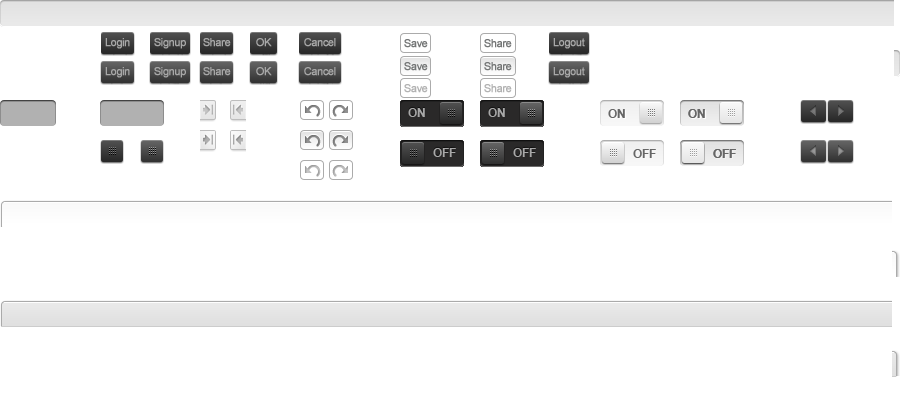 Login Signup Share OK Cancel Save Share Logout
Login Signup Share OK Cancel Save Share Logout
Save Share
ON ON ON ON
OFF OFF OFF OFF